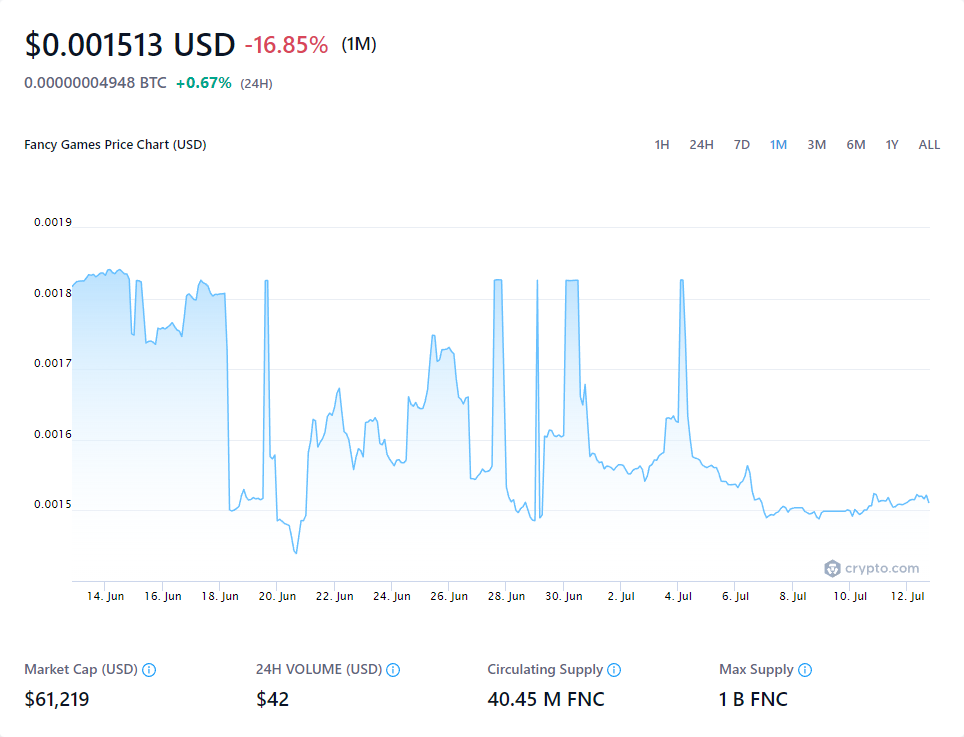 $0.001513 USD -16.85% (1M)
0.00000004948 BTC +0.67% (24H)
Fancy Games Price Chart (USD) 1H 24H 7D 1M 3M 6M 1Y ALL
0.0019
0.0018
0.0017
0.0016
0.0015
crypto.com
14. Jun 16. Jun 18. Jun 20. Jun 22. Jun 24. Jun 26. Jun 28. Jun 30. Jun 2. Jul 4. Jul 6. Jul 8. Jul 10. Jul 12. Jul
Market Cap (USD) 24H VOLUME (USD) Circulating Supply Max Supply
$61,219 $42 40.45 M FNC 1 B FNC